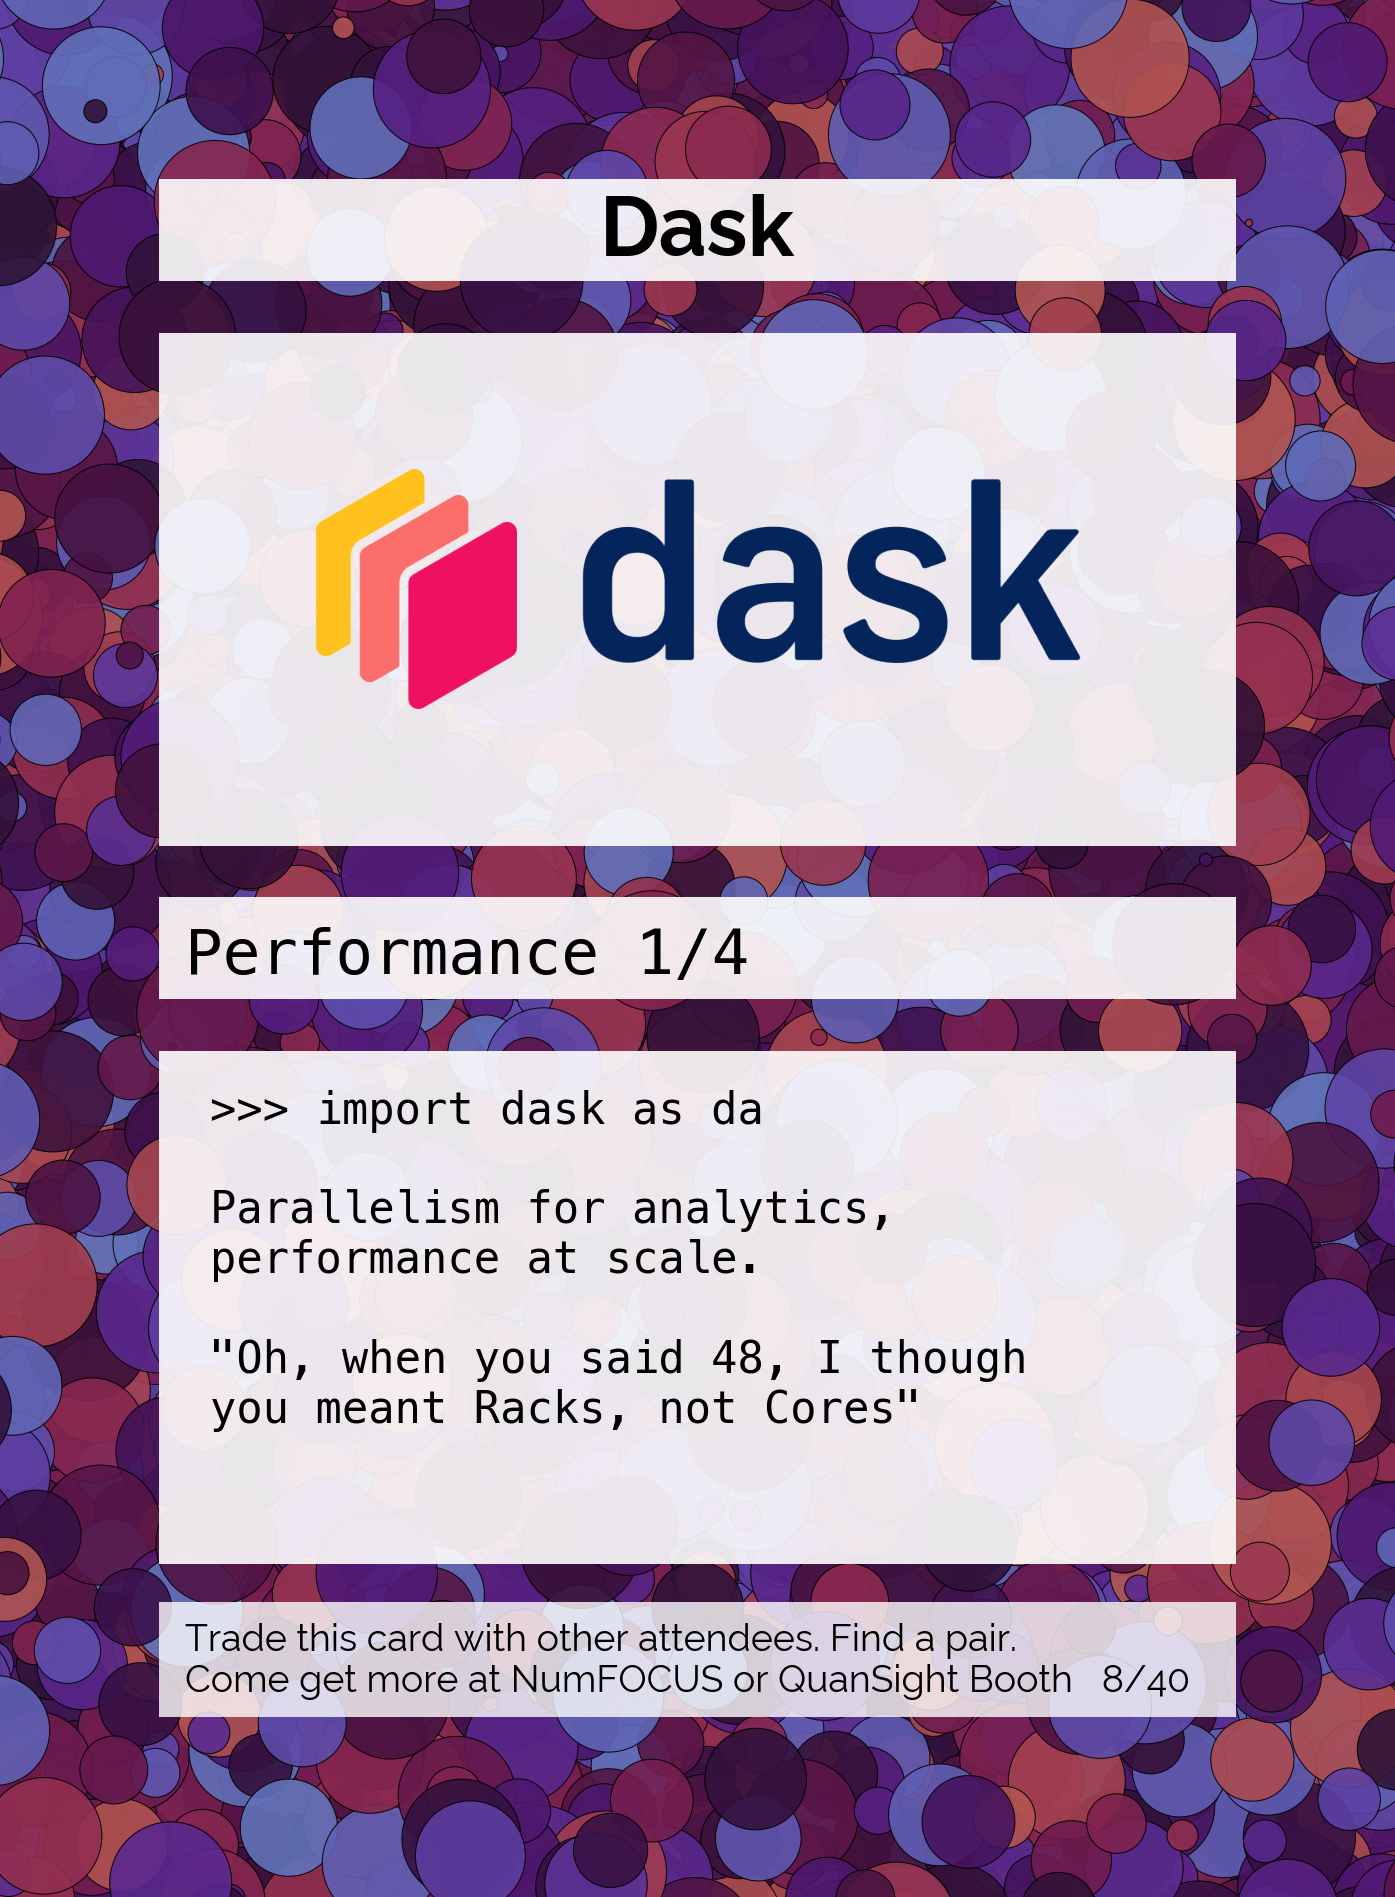 Dask
dask
Performance 1/4
>>> import dask as da
Parallelism for analytics,
performance at scale.
"Oh, when you said 48, I though
you meant Racks, not Cores"
Trade this card with other attendees. Find a pair.
Come get more at NumFOCUS or QuanSight Booth 8/40